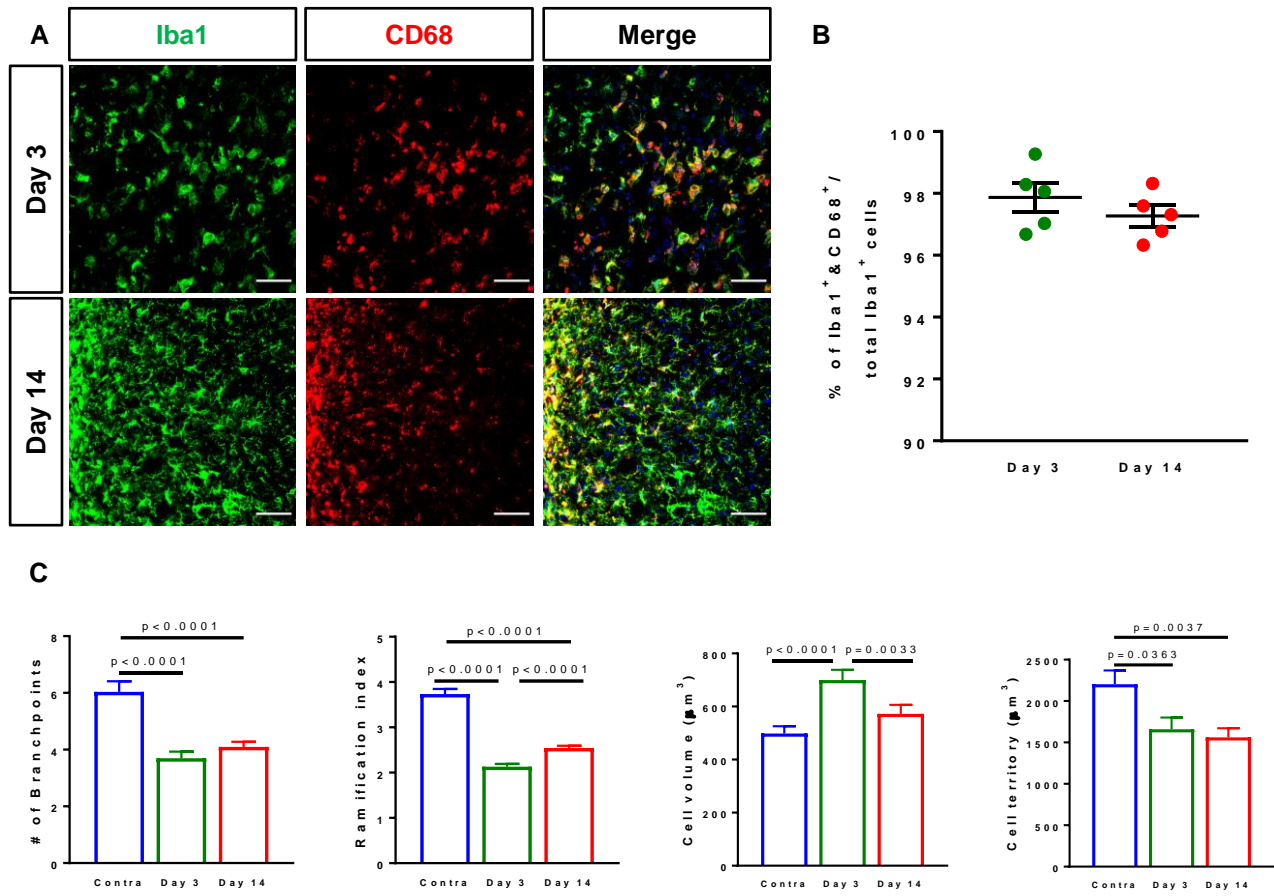 A
Iba1
CD68
Merge
Day 3
Day 14
B
% of Iba1+ & CD68+/
total Iba1+ cells
100
98
96
94
92
90
Day 3
Day 14
C
# of Branchpoints
8
6
4
2
0
p<0.0001
p<0.0001
Contra
Day 3
Day 14
Ramification index
5
4
3
2
1
0
p<0.0001
p<0.0001
p<0.0001
Contra
Day 3
Day 14
Cell volume (µm³)
800
600
400
200
0
p<0.0001
p=0.0033
Contra
Day 3
Day 14
Cell territory (µm³)
2500
2000
1500
1000
500
0
p=0.0037
p=0.0363
Contra
Day 3
Day 14